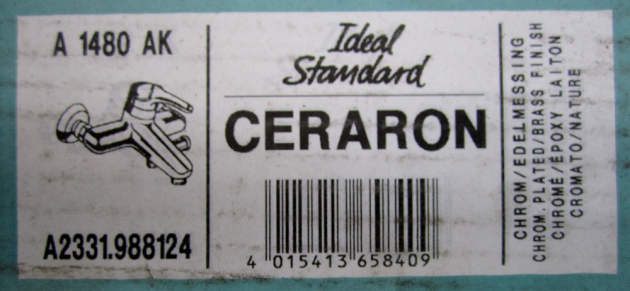 A 1480 AK
A2331.988124
Ideal
Standard
CERARON
4 015413 658409
CHROM/EDELMESSING
CHROM.PLATED/BRASS FINISH
CHROMÉ/ÉPOXY LAITON
CROMATO/NATURE